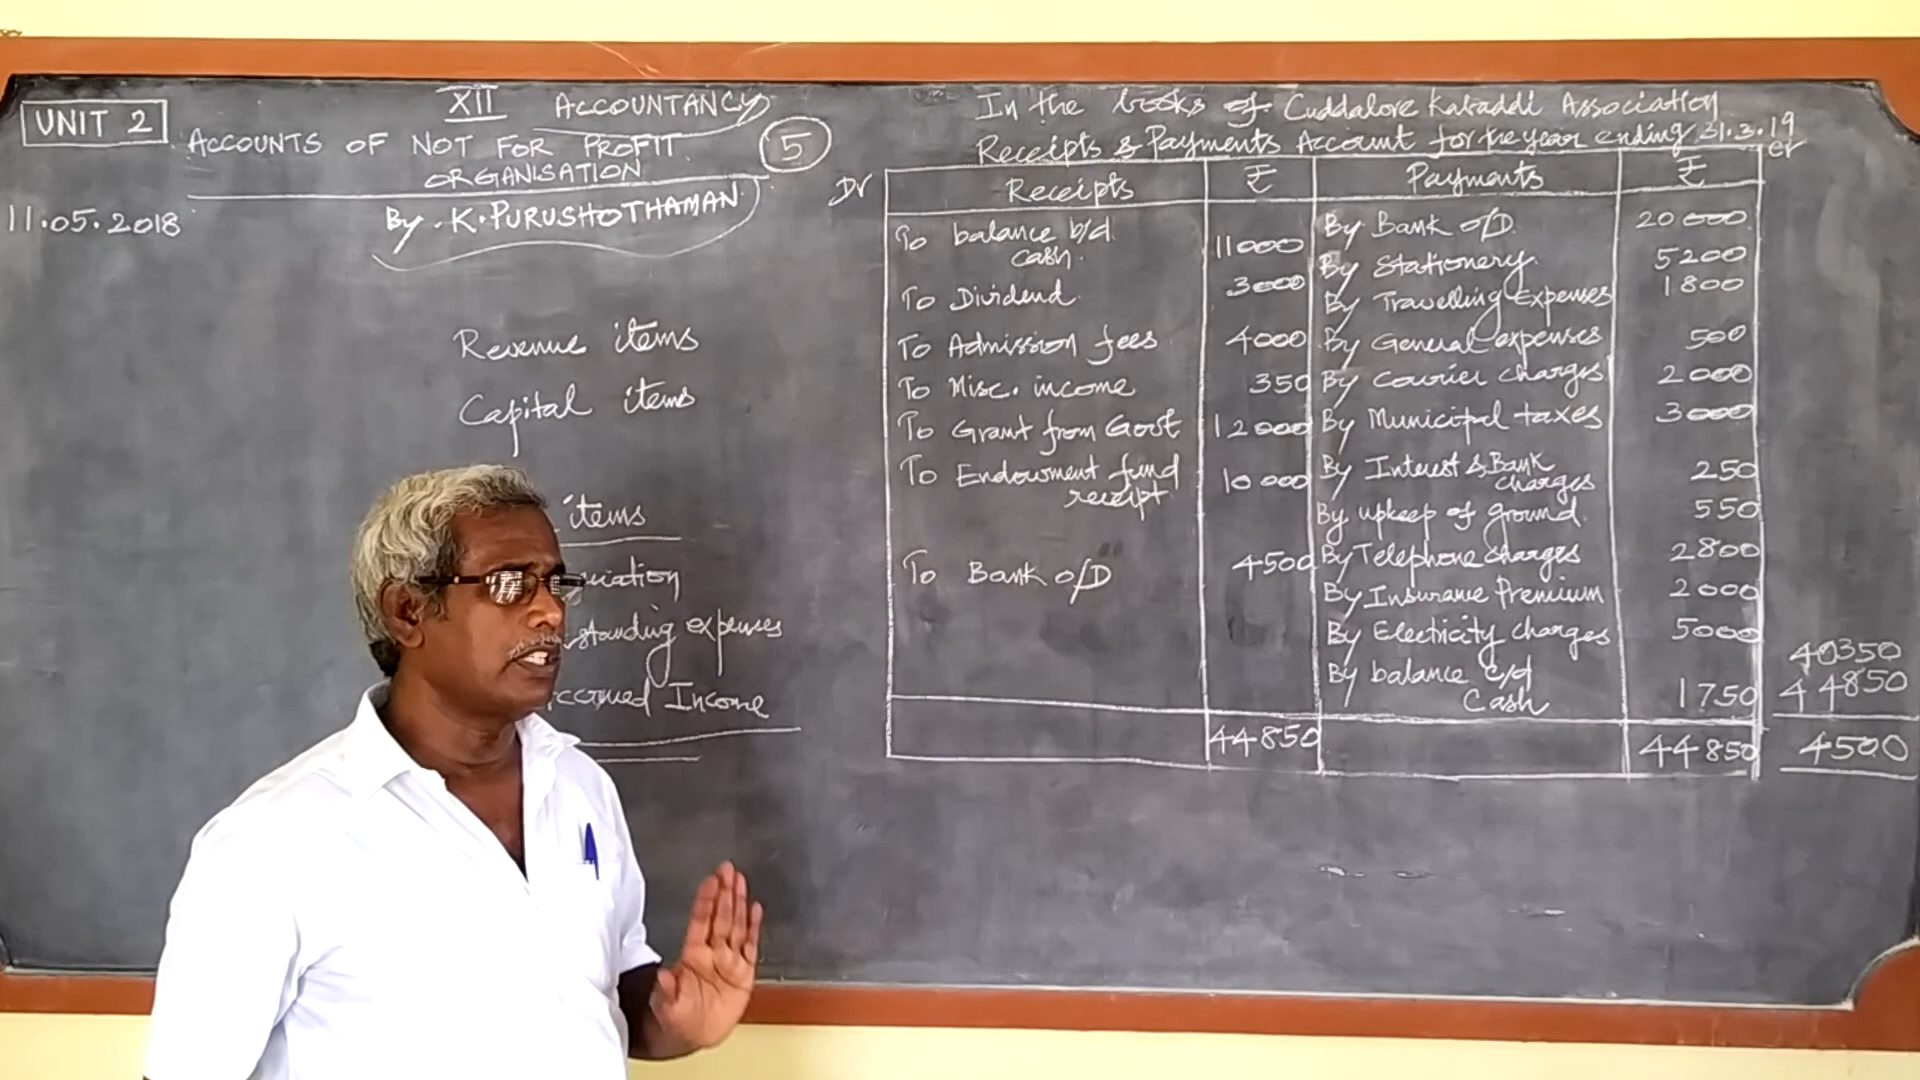 UNIT 2
XII ACCOUNTANCY
ACCOUNTS OF NOT FOR PROFIT
ORGANISATION
5
By. K. PURUSHOTHAMAN
11.05.2018
Revenue items
Capital items
items
expenses
Income
In the books of Cuddalore Kabaddi Association
Receipts & Payments Account for the year ending 31.3.19
Dr
cr
Receipts ₹ Payments ₹
To balance b/d
cash. 11000
To Dividend 3000
To Admission fees 4000
To Misc. income 350
To Grant from Govt 12000
To Endowment fund
receipt 10000
To Bank o/D 4500
44850
By Bank o/D. 20000
By Stationery. 5200
By Travelling Expenses 1800
By General expenses 500
By Courier charges 2000
By Municipal taxes 3000
By Interest & Bank
charges 250
By upkeep of ground. 550
By Telephone charges 2800
By Insurance Premium 2000
By Electricity charges 5000
By balance c/d
Cash 1750
44850
40350
44850
4500